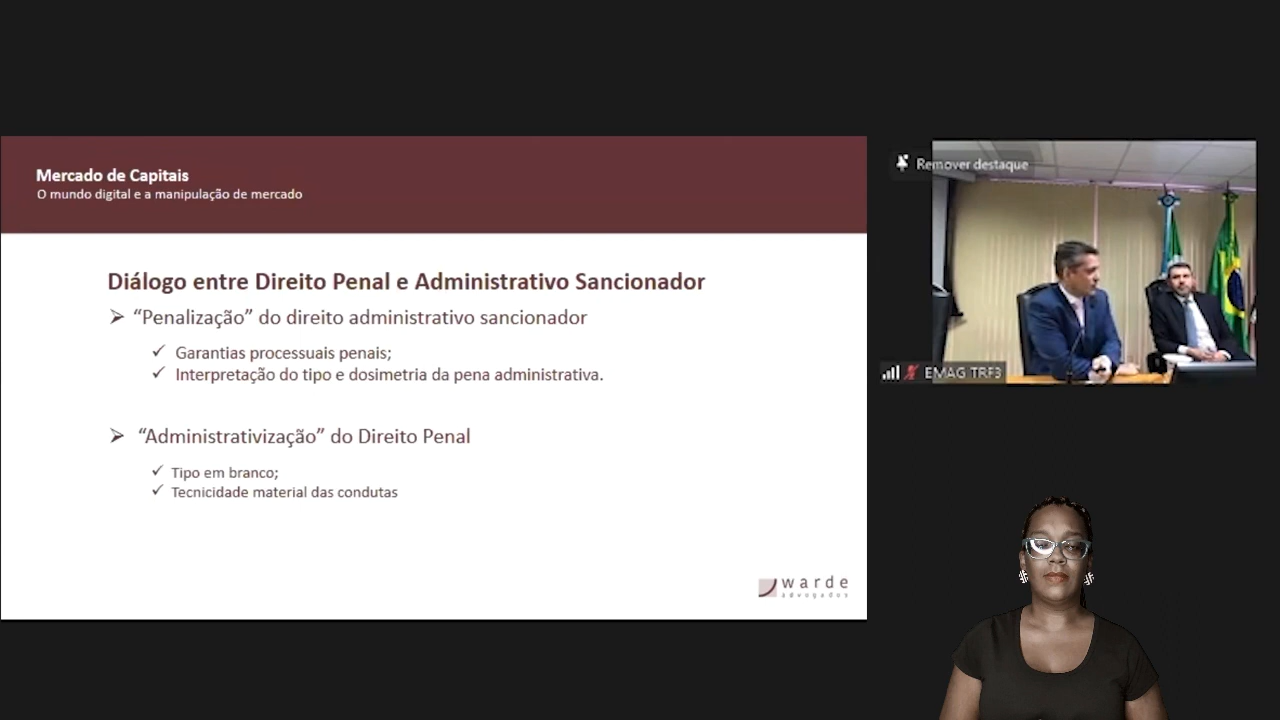 Mercado de Capitais
O mundo digital e a manipulação de mercado
Diálogo entre Direito Penal e Administrativo Sancionador
“Penalização” do direito administrativo sancionador
Garantias processuais penais;
Interpretação do tipo e dosimetria da pena administrativa.
“Administrativização” do Direito Penal
Tipo em branco;
Tecnicidade material das condutas
warde
advogados
Remover destaque
EMAG TRF3